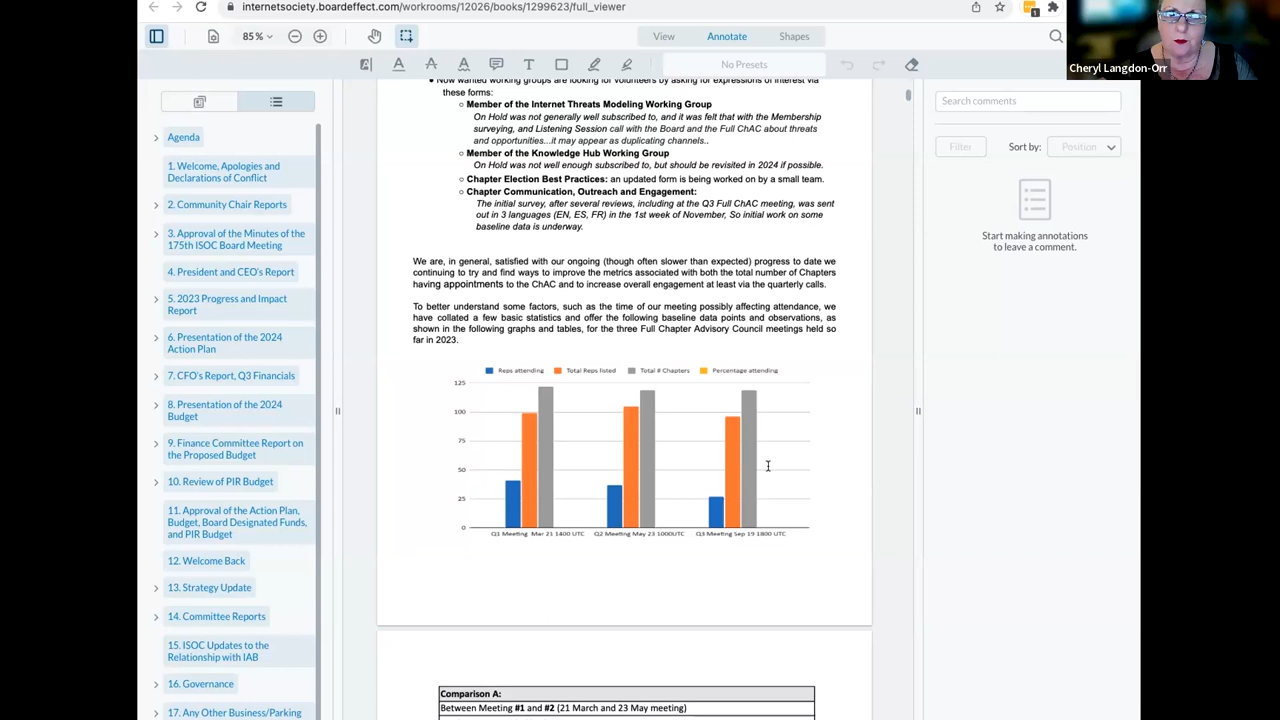 internetsociety.boardeffect.com/workrooms/12026/books/1299623/full_viewer
1
85%
View
Annotate
Shapes
T
No Presets
Cheryl Langdon-Orr
Agenda
1. Welcome, Apologies and
Declarations of Conflict
2. Community Chair Reports
3. Approval of the Minutes of the
175th ISOC Board Meeting
4. President and CEO's Report
5. 2023 Progress and Impact
Report
6. Presentation of the 2024
Action Plan
7. CFO's Report, Q3 Financials
8. Presentation of the 2024
Budget
9. Finance Committee Report on
the Proposed Budget
10. Review of PIR Budget
11. Approval of the Action Plan,
Budget, Board Designated Funds,
and PIR Budget
12. Welcome Back
13. Strategy Update
14. Committee Reports
15. ISOC Updates to the
Relationship with IAB
16. Governance
17. Any Other Business/Parking
Now wanted working groups are looking for volunteers by asking for expressions of interest via
these forms:
Member of the Internet Threats Modeling Working Group
On Hold was not generally well subscribed to, and it was felt that with the Membership
surveying, and Listening Session call with the Board and the Full ChAC about threats
and opportunities...it may appear as duplicating channels..
Member of the Knowledge Hub Working Group
On Hold was not well enough subscribed to, but should be revisited in 2024 if possible.
Chapter Election Best Practices: an updated form is being worked on by a small team.
Chapter Communication, Outreach and Engagement:
The initial survey, after several reviews, including at the Q3 Full ChAC meeting, was sent
out in 3 languages (EN, ES, FR) in the 1st week of November, So initial work on some
baseline data is underway.
We are, in general, satisfied with our ongoing (though often slower than expected) progress to date we
continuing to try and find ways to improve the metrics associated with both the total number of Chapters
having appointments to the ChAC and to increase overall engagement at least via the quarterly calls.
To better understand some factors, such as the time of our meeting possibly affecting attendance, we
have collated a few basic statistics and offer the following baseline data points and observations, as
shown in the following graphs and tables, for the three Full Chapter Advisory Council meetings held so
far in 2023.
Reps attending
Total Reps listed
Total # Chapters
Percentage attending
125
100
75
50
25
0
Q1 Meeting Mar 21 1400 UTC
Q2 Meeting May 23 1000UTC
Q3 Meeting Sep 19 1800 UTC
Comparison A:
Between Meeting #1 and #2 (21 March and 23 May meeting)
Search comments
Filter
Sort by:
Position
Start making annotations
to leave a comment.